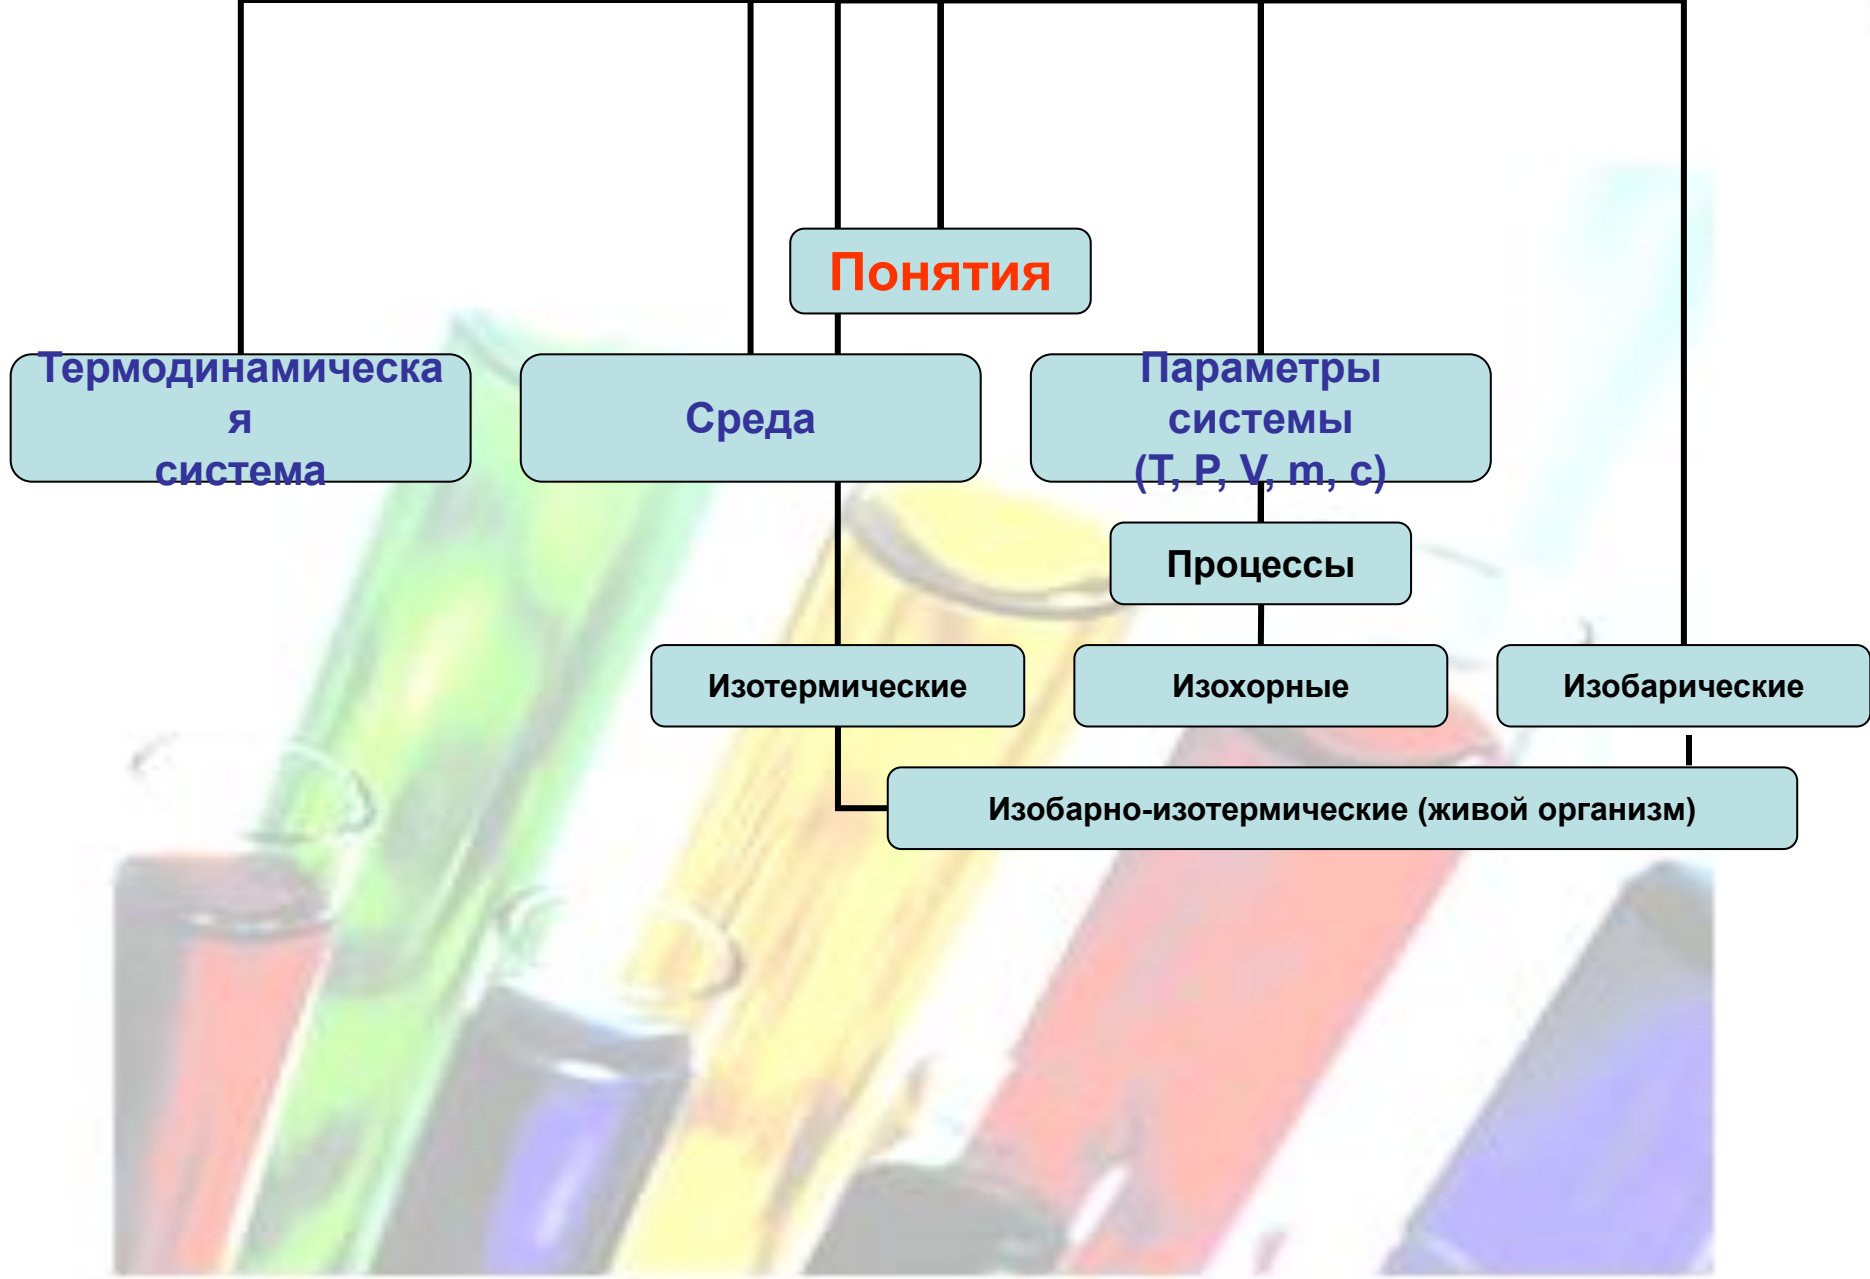 Понятия
Термодинамическа
я
система
Среда
Параметры
системы
(T, P, V, m, c)
Процессы
Изотермические
Изохорные
Изобарические
Изобарно-изотермические (живой организм)